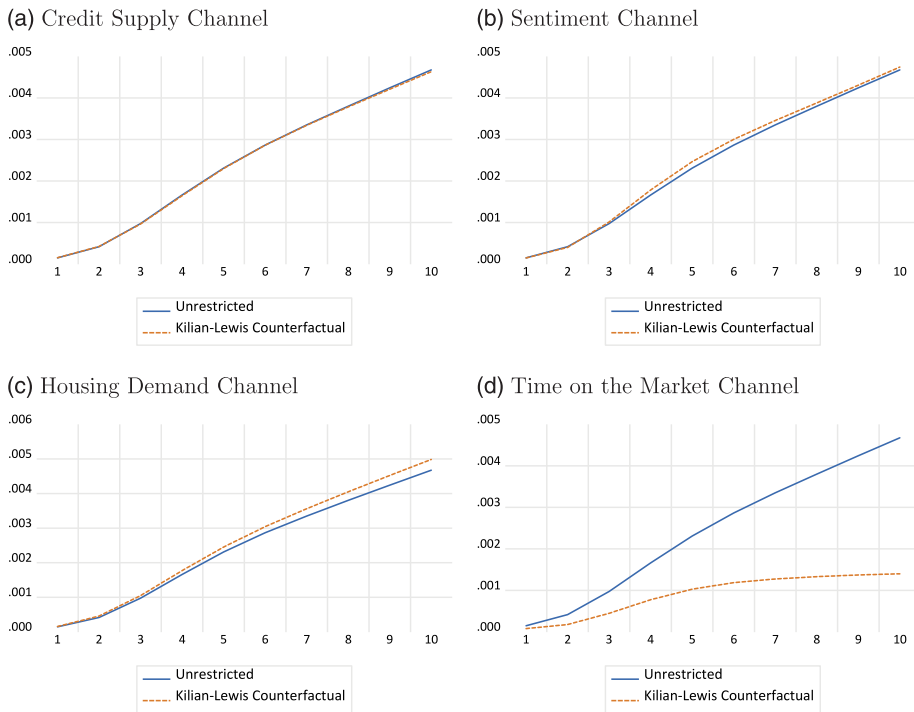 (a) Credit Supply Channel
.005
.004
.003
.002
.001
.000
1 2 3 4 5 6 7 8 9 10
Unrestricted
Kilian-Lewis Counterfactual
(b) Sentiment Channel
.005
.004
.003
.002
.001
.000
1 2 3 4 5 6 7 8 9 10
Unrestricted
Kilian-Lewis Counterfactual
(c) Housing Demand Channel
.006
.005
.004
.003
.002
.001
.000
1 2 3 4 5 6 7 8 9 10
Unrestricted
Kilian-Lewis Counterfactual
(d) Time on the Market Channel
.005
.004
.003
.002
.001
.000
1 2 3 4 5 6 7 8 9 10
Unrestricted
Kilian-Lewis Counterfactual